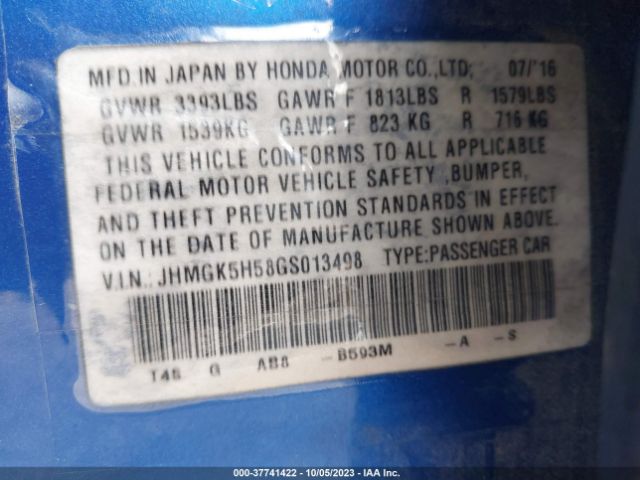 MFD.IN JAPAN BY HONDA MOTOR CO.,LTD; 07/'16
GVWR 3393LBS GAWR F 1813LBS R 1579LBS
GVWR 1539KG GAWR F 823 KG R 716 KG
THIS VEHICLE CONFORMS TO ALL APPLICABLE
FEDERAL MOTOR VEHICLE SAFETY ,BUMPER,
AND THEFT PREVENTION STANDARDS IN EFFECT
ON THE DATE OF MANUFACTURE SHOWN ABOVE.
V.I.N.: JHMGK5H58GS013498 TYPE:PASSENGER CAR
T4S G AB8 -B593M -A -S
000-37741422 - 10/05/2023 - IAA Inc.